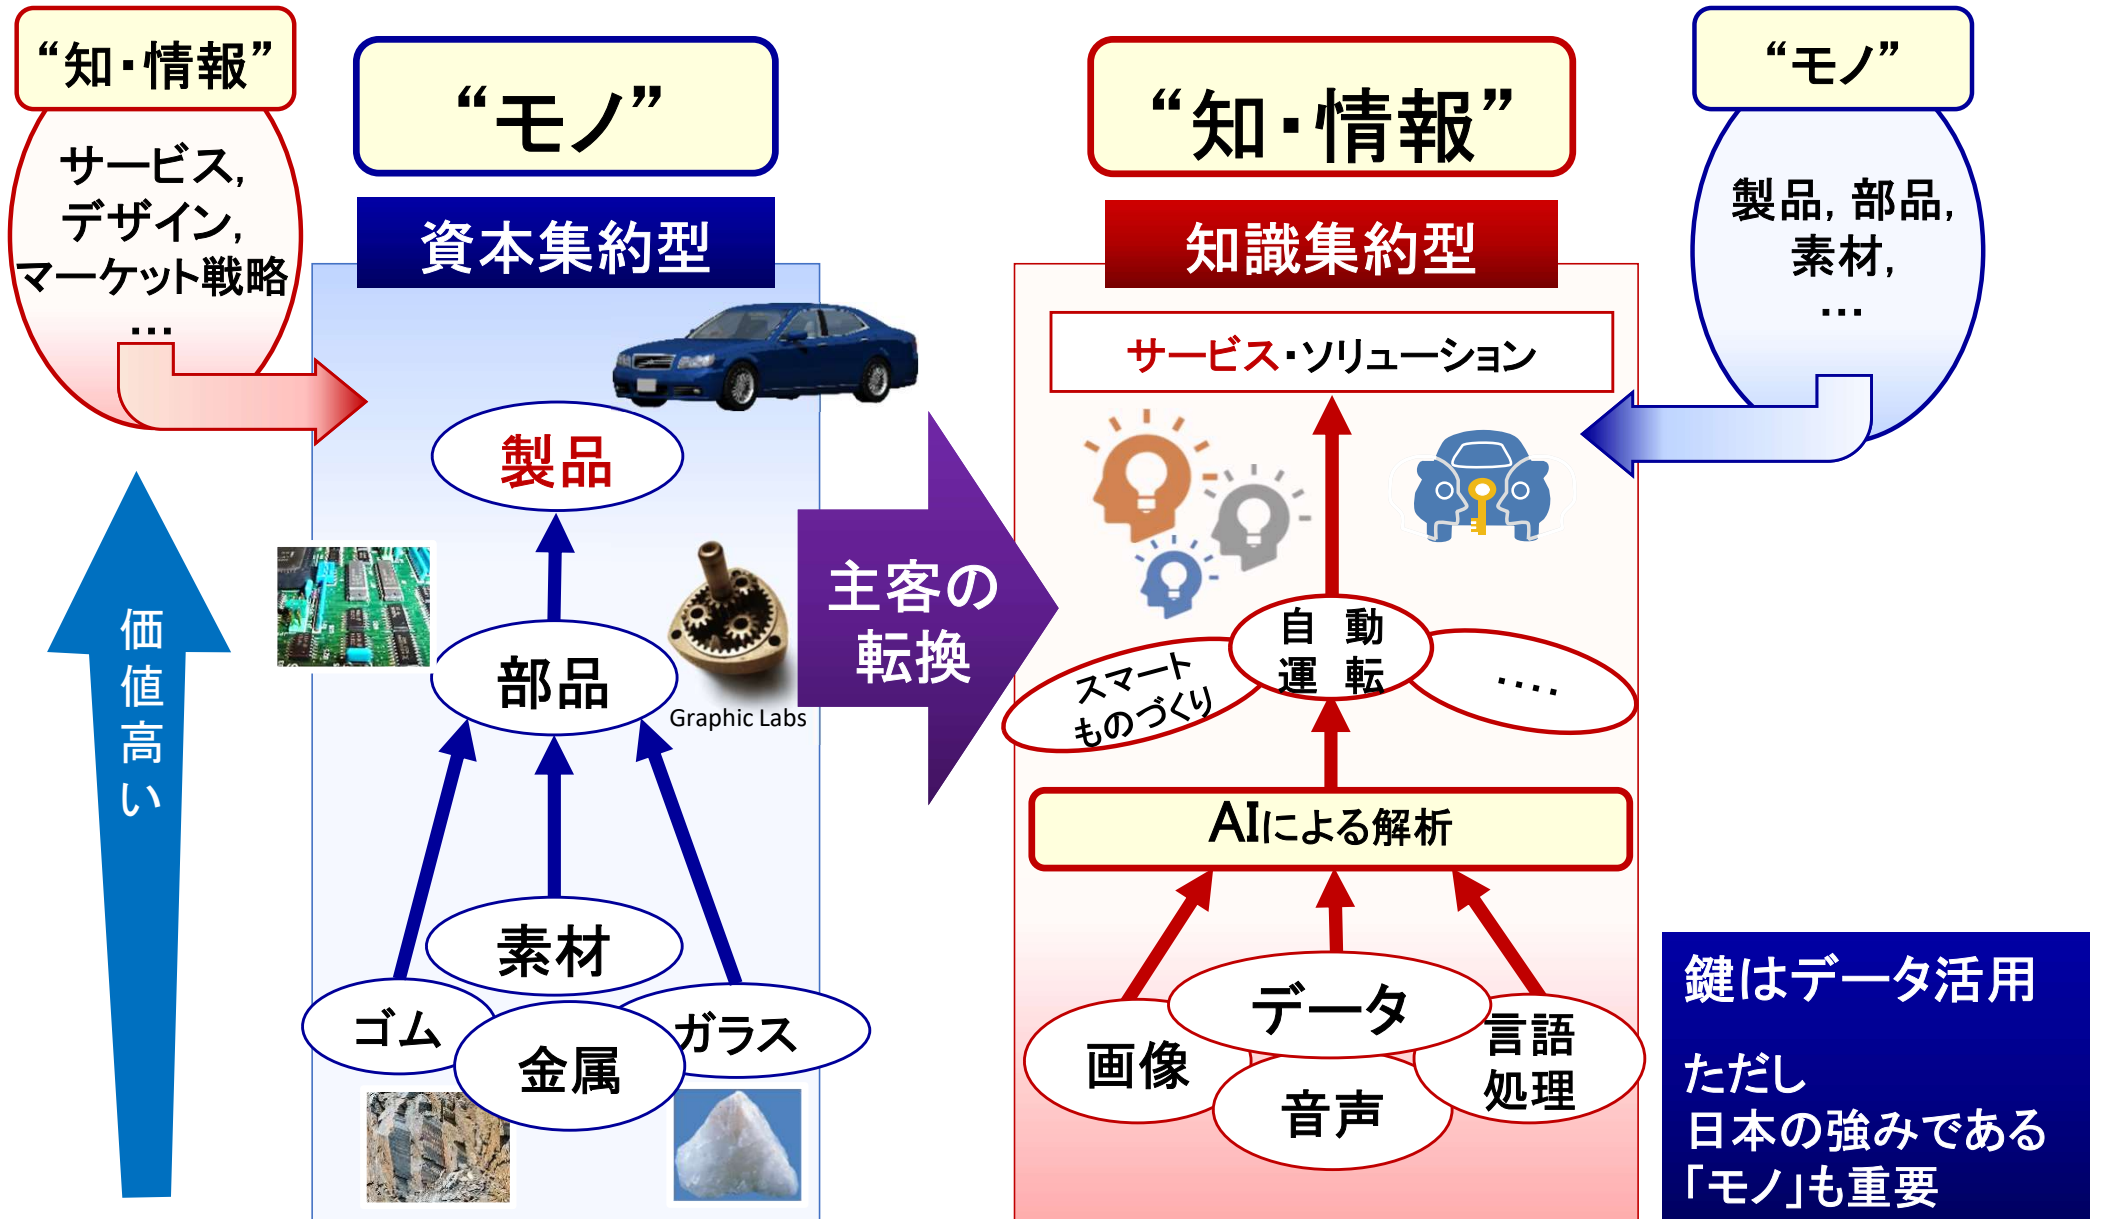 “知・情報”
サービス,
デザイン,
マーケット戦略
…
“モノ”
資本集約型
製品
部品
Graphic Labs
素材
ゴム
金属
ガラス
価値高い
主客の
転換
“知・情報”
知識集約型
サービス・ソリューション
自動
運転
スマート
ものづくり
‥‥
AIによる解析
データ
画像
音声
言語
処理
“モノ”
製品, 部品,
素材,
…
鍵はデータ活用
ただし
日本の強みである
「モノ」も重要